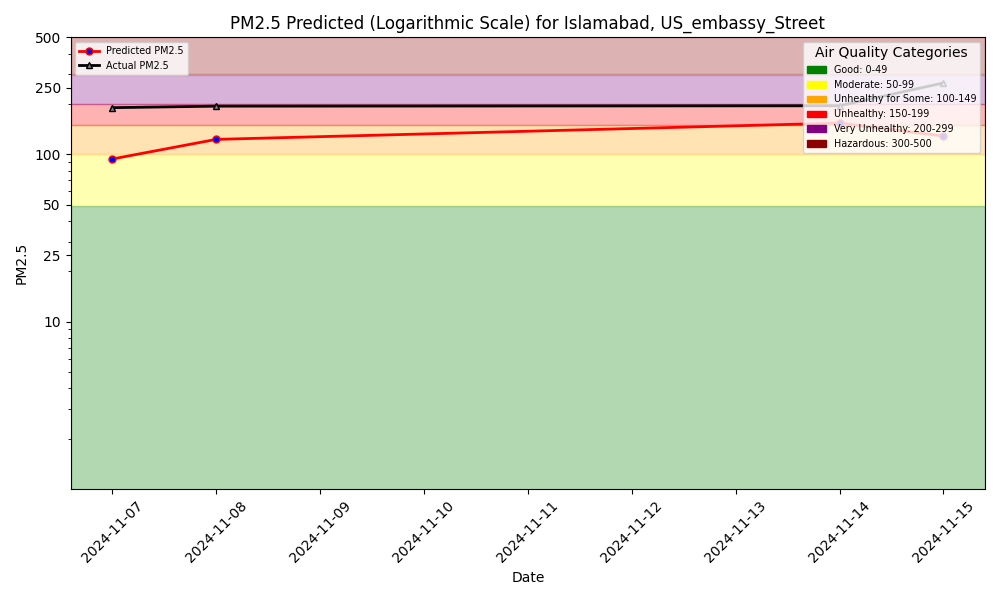 PM2.5 Predicted (Logarithmic Scale) for Islamabad, US_embassy_Street
Predicted PM2.5
Actual PM2.5
Air Quality Categories
Good: 0-49
Moderate: 50-99
Unhealthy for Some: 100-149
Unhealthy: 150-199
Very Unhealthy: 200-299
Hazardous: 300-500
500
250
100
50
25
10
PM2.5
2024-11-07
2024-11-08
2024-11-09
2024-11-10
2024-11-11
2024-11-12
2024-11-13
2024-11-14
2024-11-15
Date